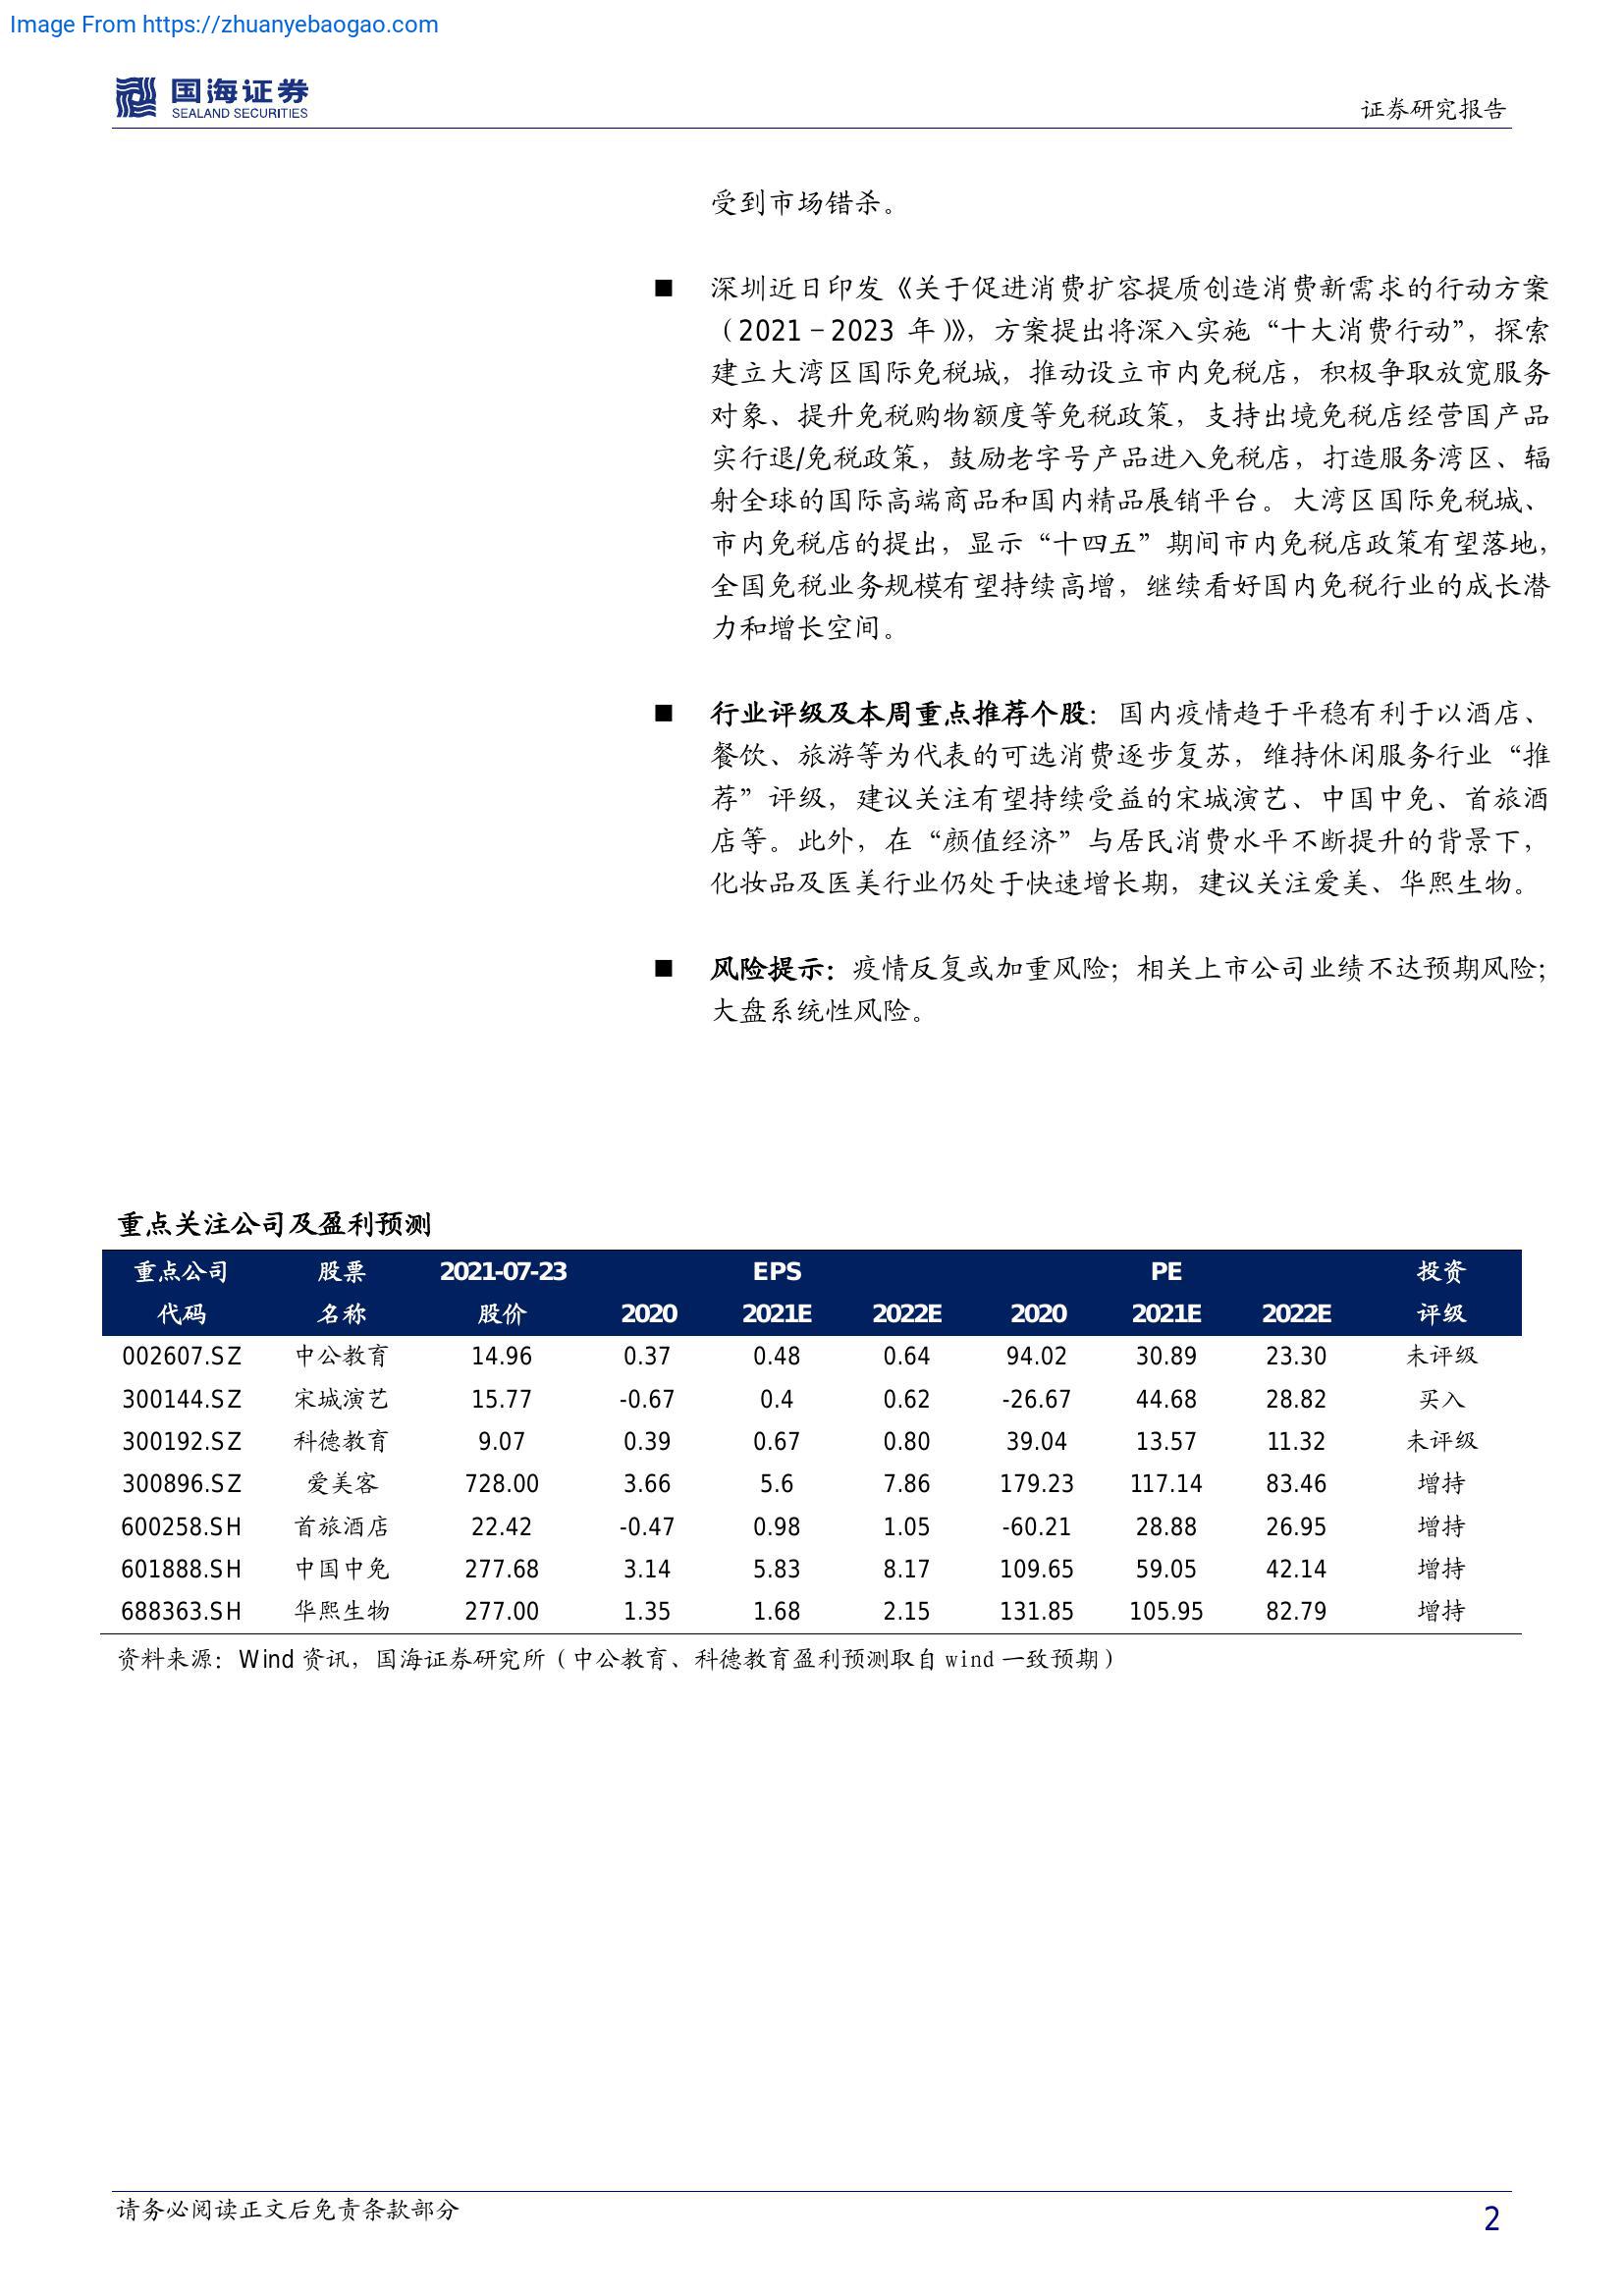 Image From https://zhuanyebaogao.com
国海证券
SEALAND SECURITIES
证券研究报告
受到市场错杀。
■ 深圳近日印发《关于促进消费扩容提质创造消费新需求的行动方案
（2021－2023 年)》，方案提出将深入实施“十大消费行动”，探索
建立大湾区国际免税城，推动设立市内免税店，积极争取放宽服务
对象、提升免税购物额度等免税政策，支持出境免税店经营国产品
实行退/免税政策，鼓励老字号产品进入免税店，打造服务湾区、辐
射全球的国际高端商品和国内精品展销平台。大湾区国际免税城、
市内免税店的提出，显示“十四五”期间市内免税店政策有望落地，
全国免税业务规模有望持续高增，继续看好国内免税行业的成长潜
力和增长空间。
■ 行业评级及本周重点推荐个股：国内疫情趋于平稳有利于以酒店、
餐饮、旅游等为代表的可选消费逐步复苏，维持休闲服务行业“推
荐”评级，建议关注有望持续受益的宋城演艺、中国中免、首旅酒
店等。此外，在“颜值经济”与居民消费水平不断提升的背景下，
化妆品及医美行业仍处于快速增长期，建议关注爱美、华熙生物。
■ 风险提示：疫情反复或加重风险；相关上市公司业绩不达预期风险；
大盘系统性风险。
重点关注公司及盈利预测
重点公司 股票 2021-07-23 EPS PE 投资
代码 名称 股价 2020 2021E 2022E 2020 2021E 2022E 评级
002607.SZ 中公教育 14.96 0.37 0.48 0.64 94.02 30.89 23.30 未评级
300144.SZ 宋城演艺 15.77 -0.67 0.4 0.62 -26.67 44.68 28.82 买入
300192.SZ 科德教育 9.07 0.39 0.67 0.80 39.04 13.57 11.32 未评级
300896.SZ 爱美客 728.00 3.66 5.6 7.86 179.23 117.14 83.46 增持
600258.SH 首旅酒店 22.42 -0.47 0.98 1.05 -60.21 28.88 26.95 增持
601888.SH 中国中免 277.68 3.14 5.83 8.17 109.65 59.05 42.14 增持
688363.SH 华熙生物 277.00 1.35 1.68 2.15 131.85 105.95 82.79 增持
资料来源：Wind 资讯，国海证券研究所（中公教育、科德教育盈利预测取自 wind 一致预期）
请务必阅读正文后免责条款部分
2